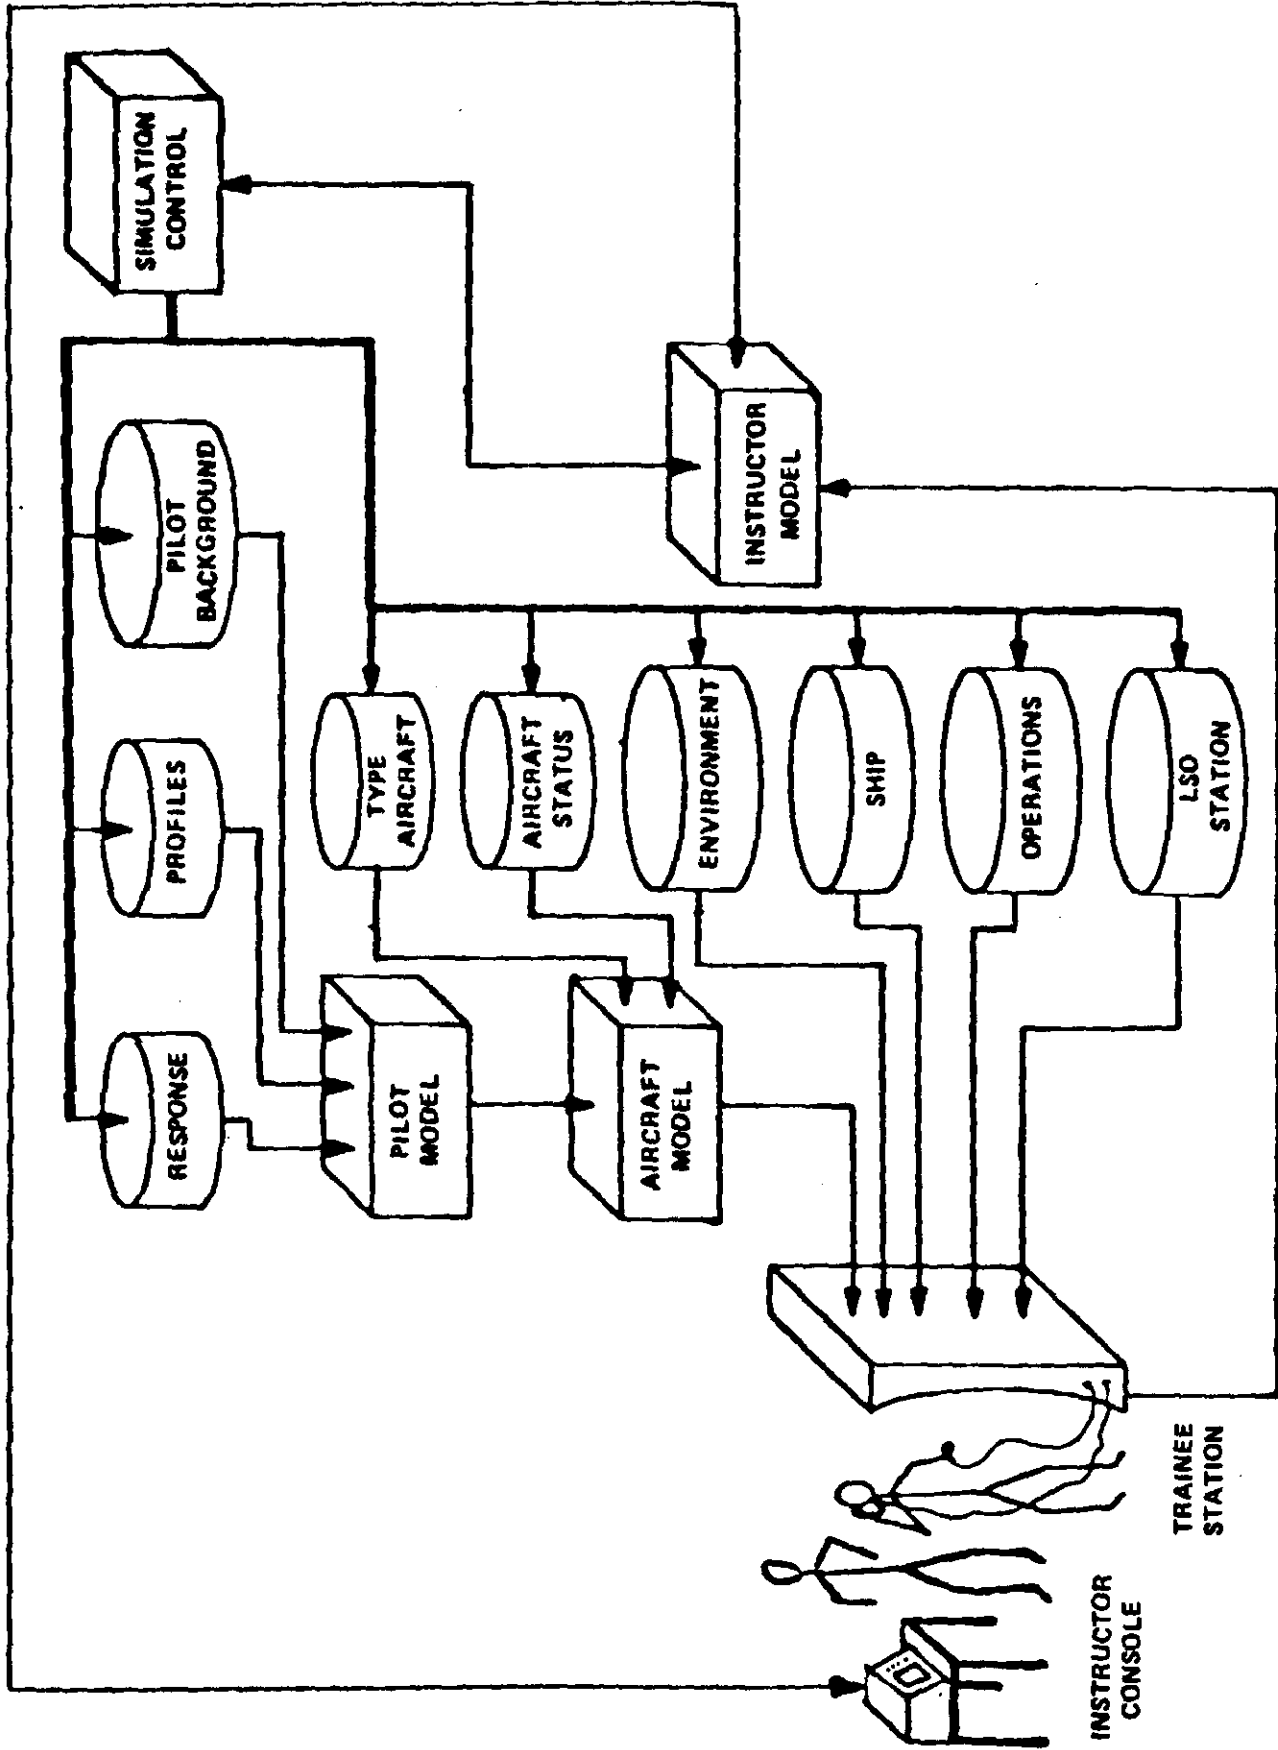 RESPONSE
PROFILES
PILOT
BACKGROUND
SIMULATION
CONTROL
PILOT
MODEL
TYPE
AIRCRAFT
AIRCRAFT
STATUS
AIRCRAFT
MODEL
ENVIRONMENT
INSTRUCTOR
MODEL
SHIP
OPERATIONS
LSO
STATION
INSTRUCTOR
CONSOLE
TRAINEE
STATION